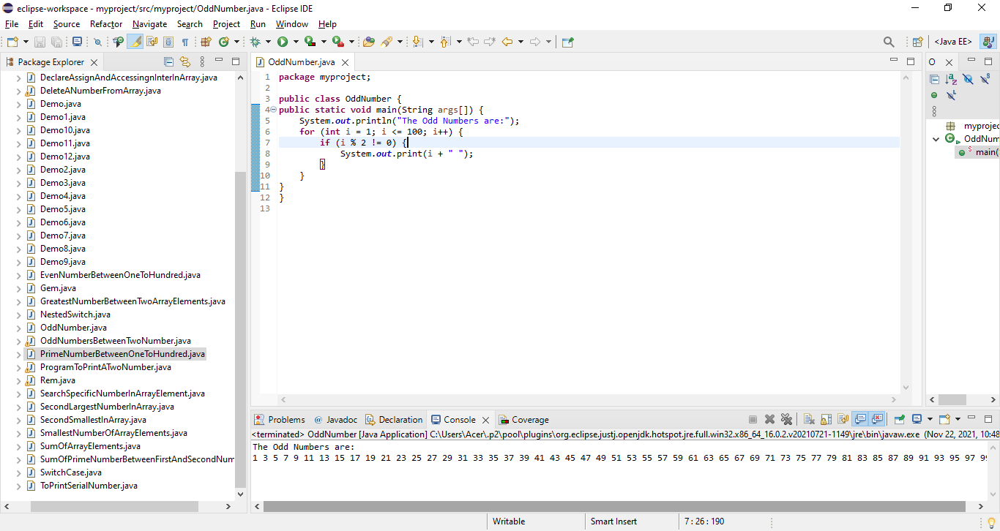 eclipse-workspace - myproject/src/myproject/OddNumber.java - Eclipse IDE
File Edit Source Refactor Navigate Search Project Run Window Help
<Java EE>
Package Explorer
DeclareAssignAndAccessingnInterInArray.java
DeleteANumberFromArray.java
Demo.java
Demo1.java
Demo10.java
Demo11.java
Demo12.java
Demo2.java
Demo3.java
Demo4.java
Demo5.java
Demo6.java
Demo7.java
Demo8.java
Demo9.java
EvenNumberBetweenOneToHundred.java
Gem.java
GreatestNumberBetweenTwoArrayElements.java
NestedSwitch.java
OddNumber.java
OddNumbersBetweenTwoNumber.java
PrimeNumberBetweenOneToHundred.java
ProgramToPrintATwoNumber.java
Rem.java
SearchSpecificNumberInArrayElement.java
SecondLargestNumberInArray.java
SecondSmallestInArray.java
SmallestNumberOfArrayElements.java
SumOfArrayElements.java
SumOfPrimeNumberBetweenFirstAndSecondNum
SwitchCase.java
ToPrintSerialNumber.java
OddNumber.java
1 package myproject;
2
3 public class OddNumber {
4 public static void main(String args[]) {
5 System.out.println("The Odd Numbers are:");
6 for (int i = 1; i <= 100; i++) {
7 if (i % 2 != 0) {
8 System.out.print(i + " ");
9 }
10 }
11 }
12 }
13
O
myprojec
OddNum
main(
Problems @ Javadoc Declaration Console Coverage
<terminated> OddNumber [Java Application] C:\Users\Acer\.p2\pool\plugins\org.eclipse.justj.openjdk.hotspot.jre.full.win32.x86_64_16.0.2.v20210721-1149\jre\bin\javaw.exe (Nov 22, 2021, 10:48
The Odd Numbers are:
1 3 5 7 9 11 13 15 17 19 21 23 25 27 29 31 33 35 37 39 41 43 45 47 49 51 53 55 57 59 61 63 65 67 69 71 73 75 77 79 81 83 85 87 89 91 93 95 97 99
Writable Smart Insert 7 : 26 : 190